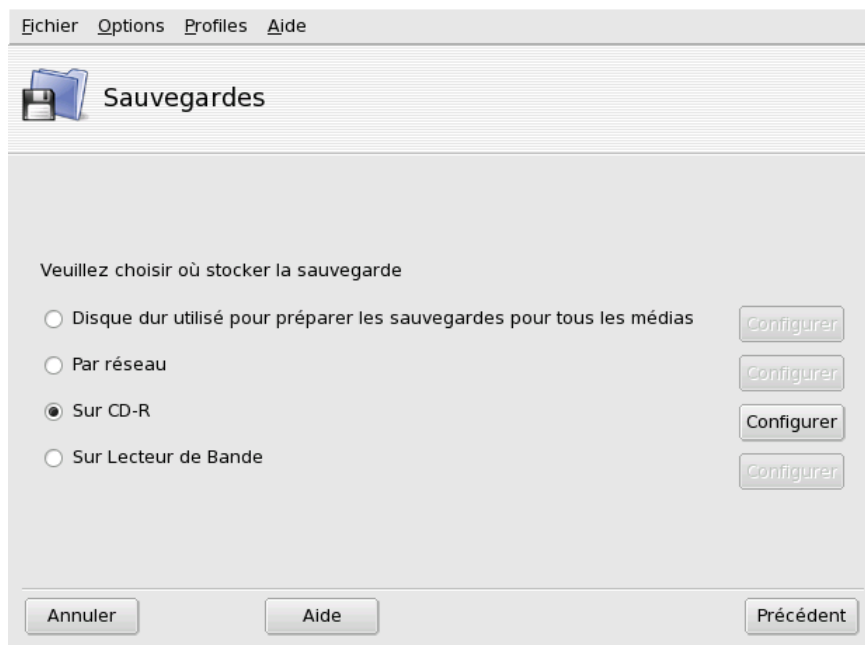 Fichier Options Profiles Aide
Sauvegardes
Veuillez choisir où stocker la sauvegarde
Disque dur utilisé pour préparer les sauvegardes pour tous les médias Configurer
Par réseau Configurer
Sur CD-R Configurer
Sur Lecteur de Bande Configurer
Annuler Aide Précédent